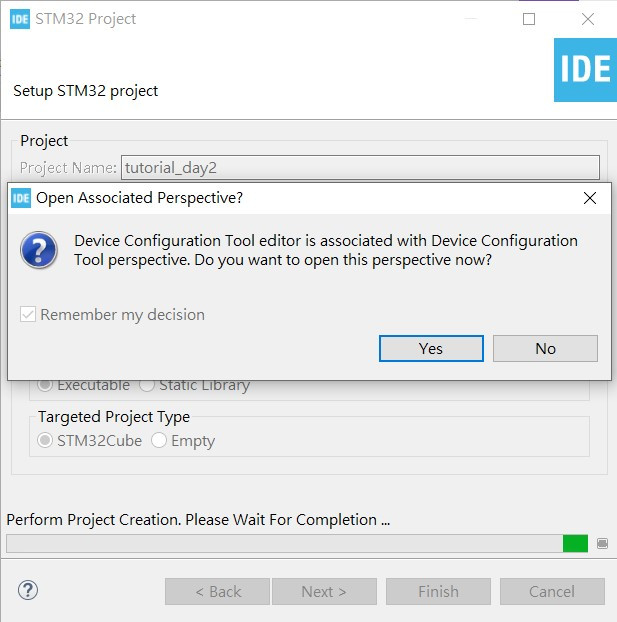 IDE STM32 Project
IDE
Setup STM32 project
Project
Project Name: tutorial_day2
IDE Open Associated Perspective?
Device Configuration Tool editor is associated with Device Configuration
Tool perspective. Do you want to open this perspective now?
Remember my decision
Yes No
Executable Static Library
Targeted Project Type
STM32Cube Empty
Perform Project Creation. Please Wait For Completion ...
< Back Next > Finish Cancel